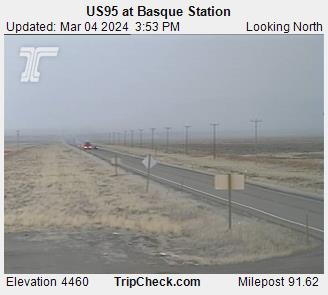 US95 at Basque Station
Updated: Mar 04 2024 3:53 PM Looking North
Elevation 4460 TripCheck.com Milepost 91.62